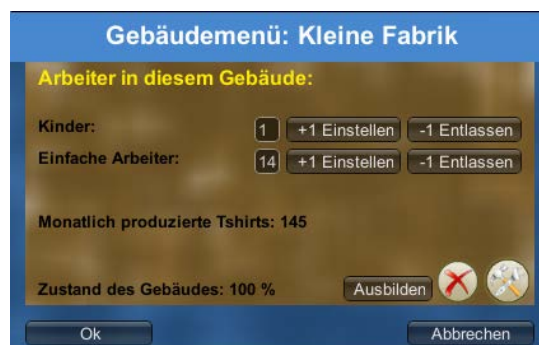 Gebäudemenü: Kleine Fabrik
Arbeiter in diesem Gebäude:
Kinder: 1 +1 Einstellen -1 Entlassen
Einfache Arbeiter: 14 +1 Einstellen -1 Entlassen
Monatlich produzierte Tshirts: 145
Zustand des Gebäudes: 100 % Ausbilden
Ok Abbrechen